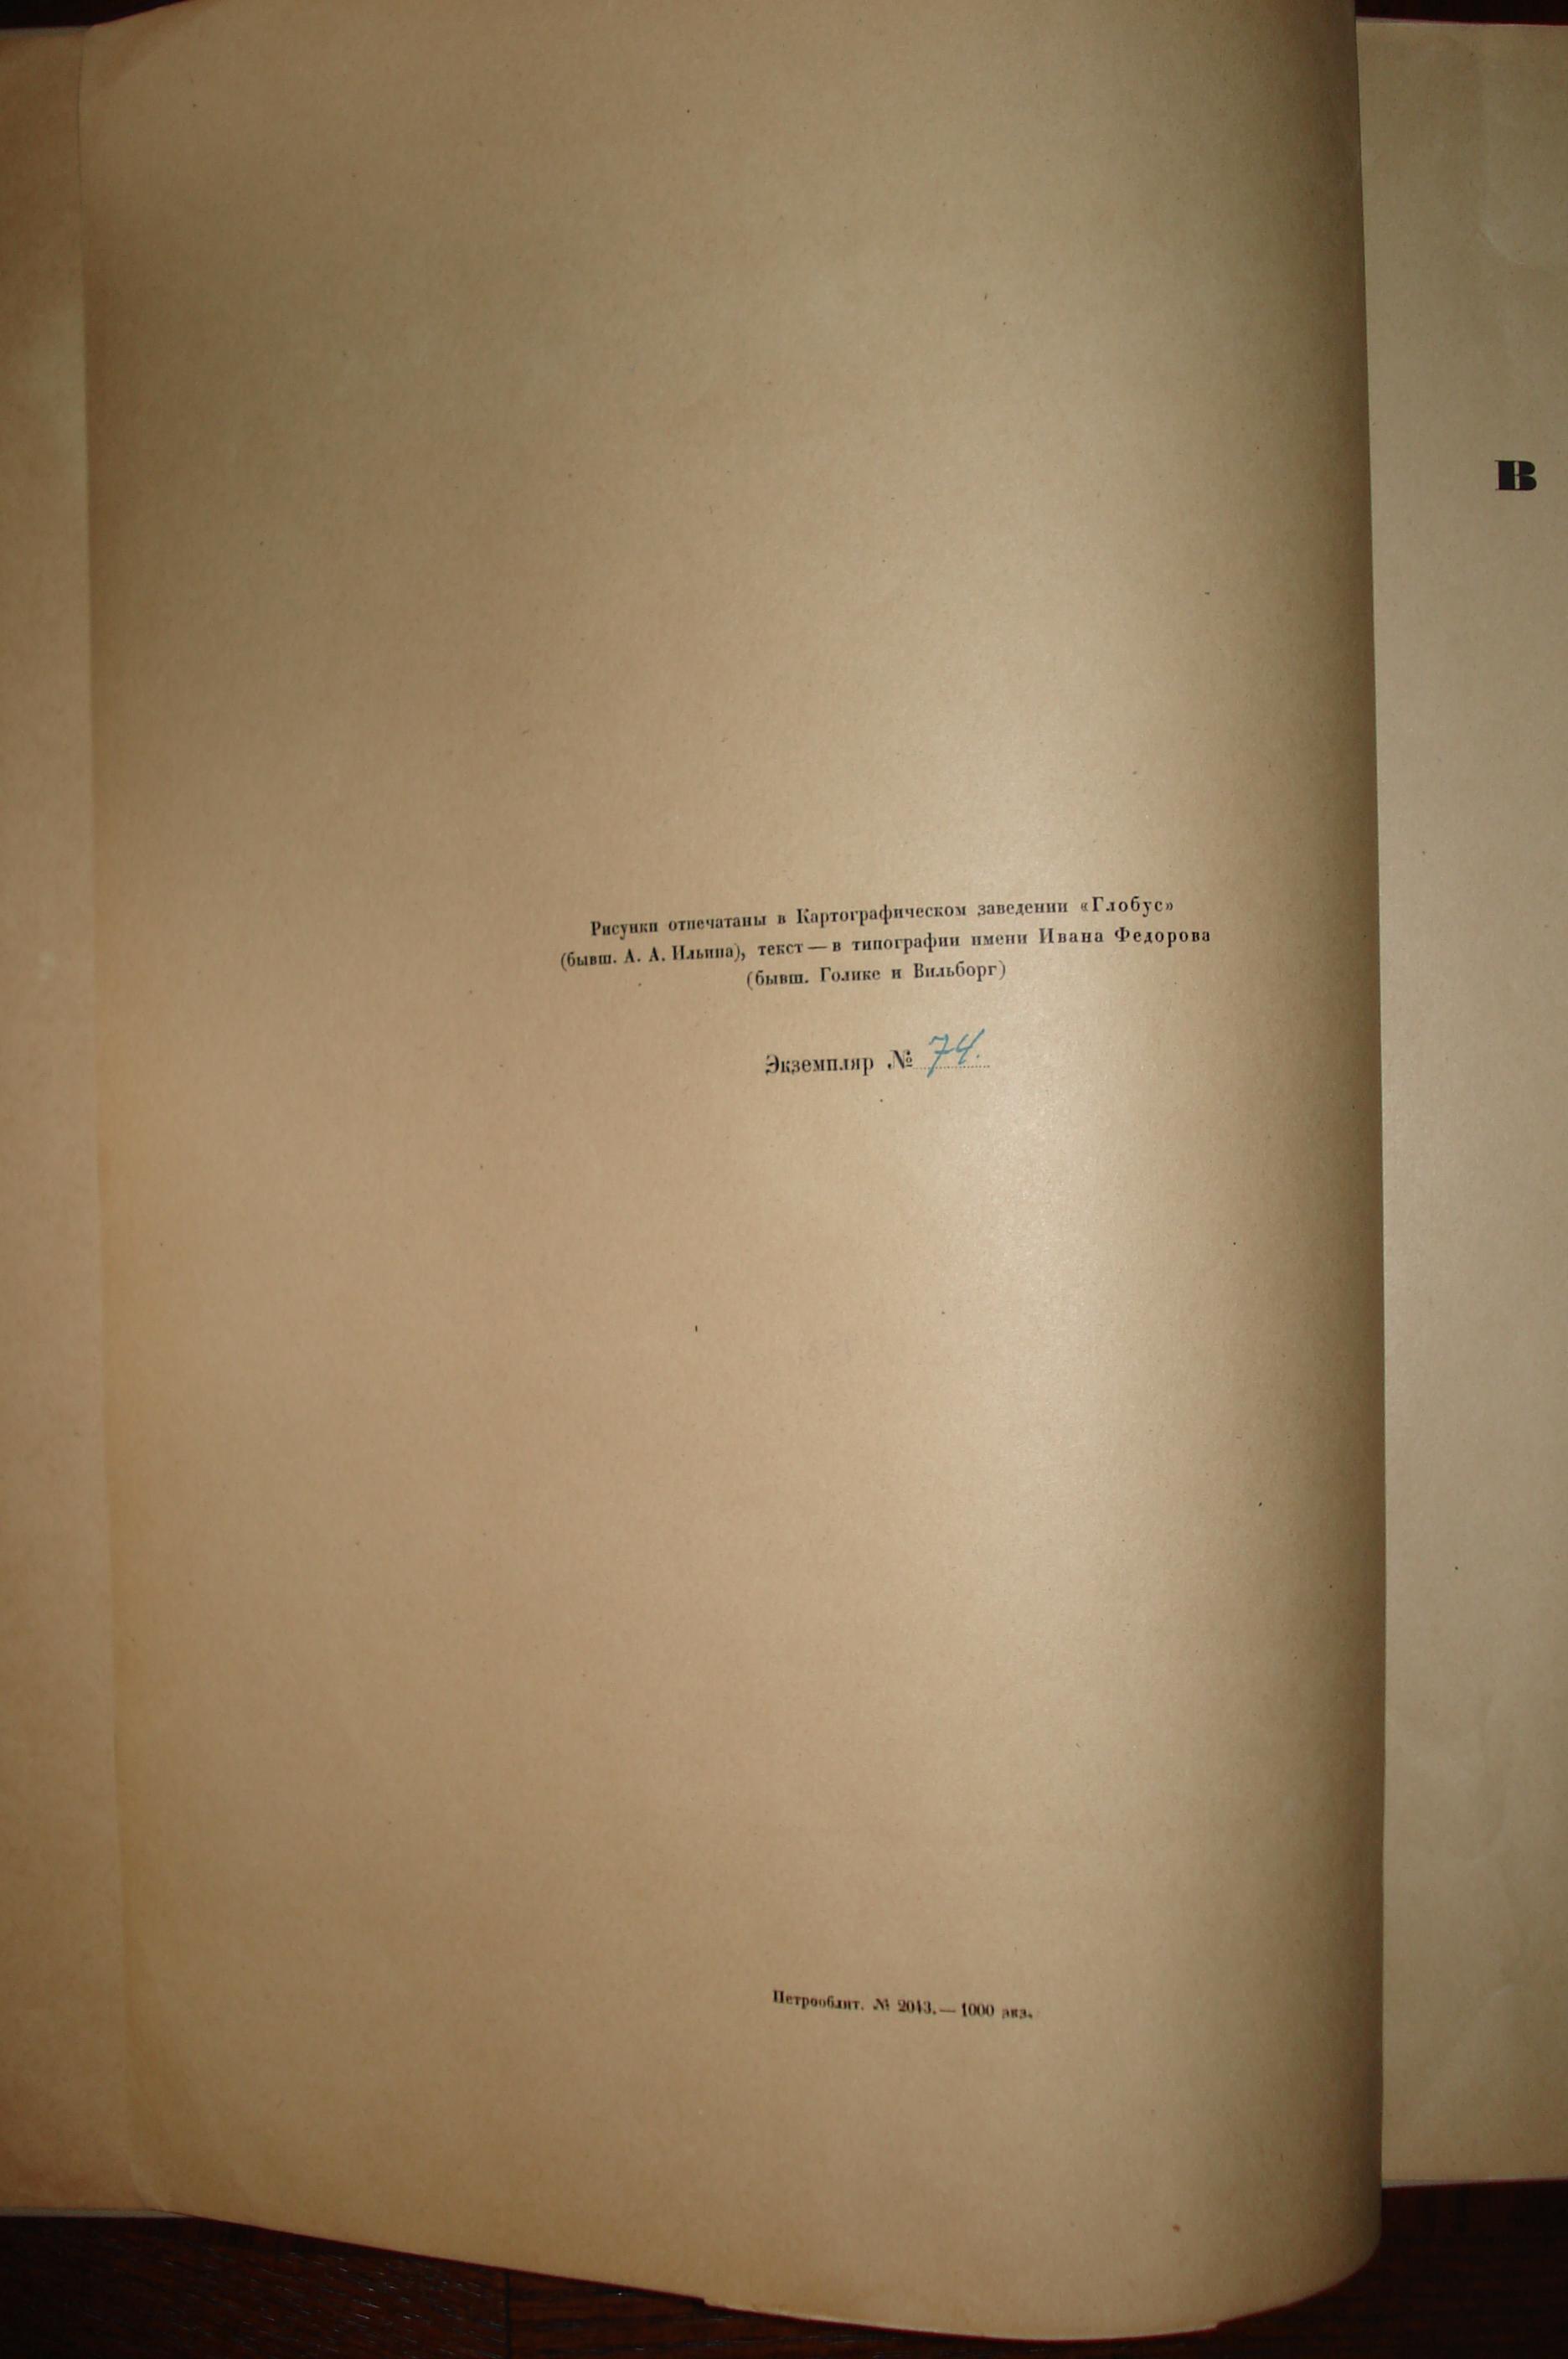 Рисунки отпечатаны в Картографическом заведении «Глобус»
(бывш. А. А. Ильина), текст — в типографии имени Ивана Федорова
(бывш. Голике и Вильборг)
Экземпляр № 74.
Петрооблит. № 2043. — 1000 экз.
В